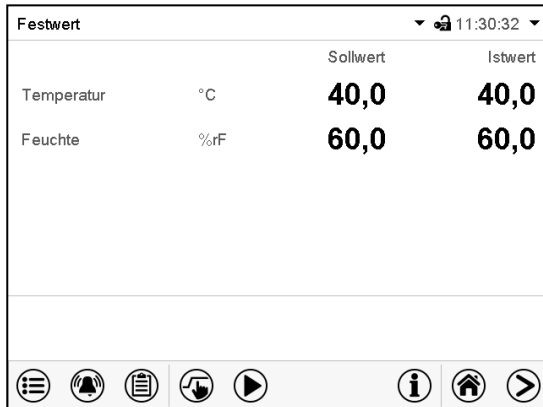 Festwert 11:30:32
Sollwert Istwert
Temperatur °C 40,0 40,0
Feuchte %rF 60,0 60,0